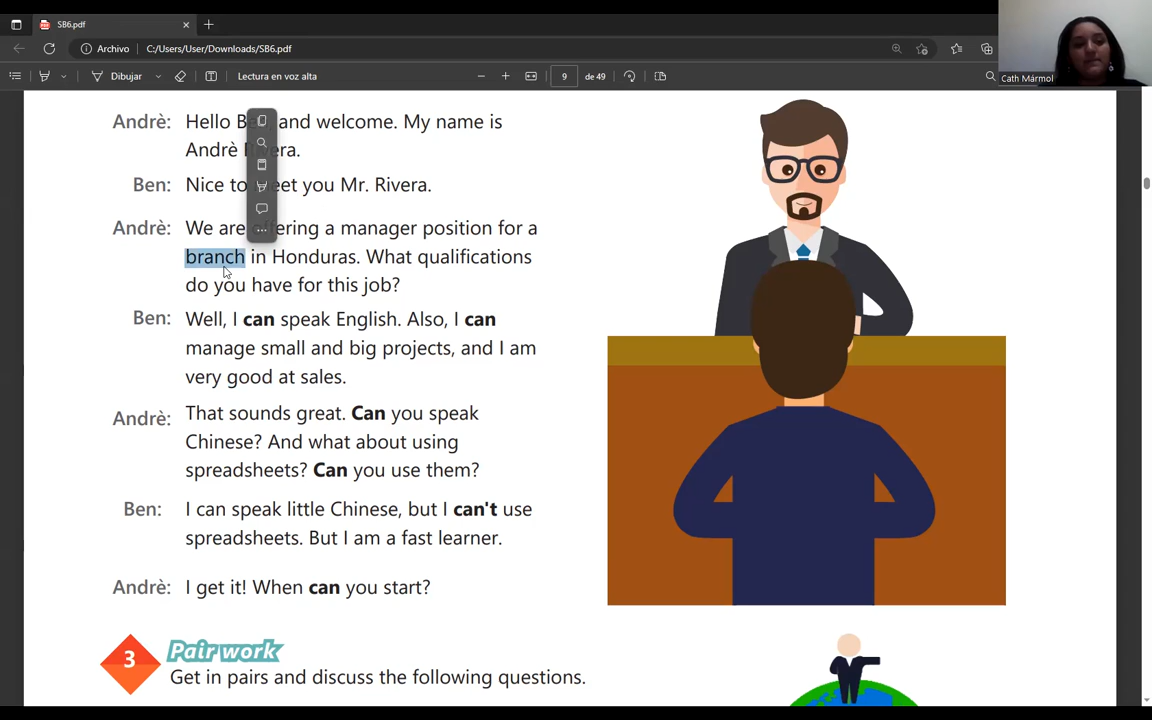 SB6.pdf
Archivo
C:/Users/User/Downloads/SB6.pdf
Dibujar
Lectura en voz alta
9
de 49
Cath Mármol
Andrè: Hello and welcome. My name is
Andrè
Ben: Nice to meet you Mr. Rivera.
Andrè: We are offering a manager position for a
branch in Honduras. What qualifications
do you have for this job?
Ben: Well, I can speak English. Also, I can
manage small and big projects, and I am
very good at sales.
Andrè: That sounds great. Can you speak
Chinese? And what about using
spreadsheets? Can you use them?
Ben: I can speak little Chinese, but I can't use
spreadsheets. But I am a fast learner.
Andrè: I get it! When can you start?
3
Pair work
Get in pairs and discuss the following questions.